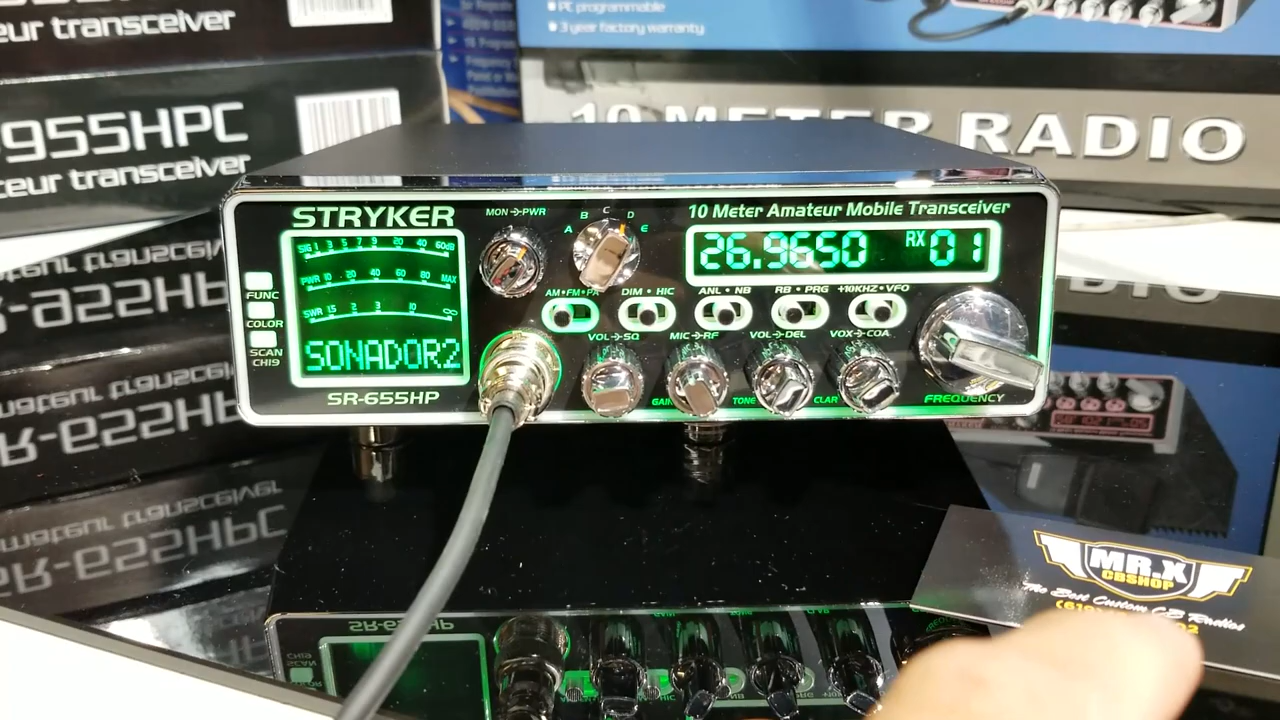 eur transceiver
955HPC
teur transceiver
PC programmable
3 year factory warranty
10 METER RADIO
STRYKER
SIG 1 3 5 7 9 20 40 60dB
PWR 10 20 40 60 80 MAX
SWR 1.5 2 3 10 ∞
SONADOR2
SR-655HP
FUNC
COLOR
SCAN
CH19
MON PWR
A B C D E
10 Meter Amateur Mobile Transceiver
26.9650 RX 01
AM•FM•PA DIM • HIC ANL • NB RB • PRG +10KHZ•VFO
VOL SQ MIC RF VOL DEL VOX COA
GAIN TONE CLAR FREQUENCY
MR.X
CBSHOP
The Best Custom CB Radios